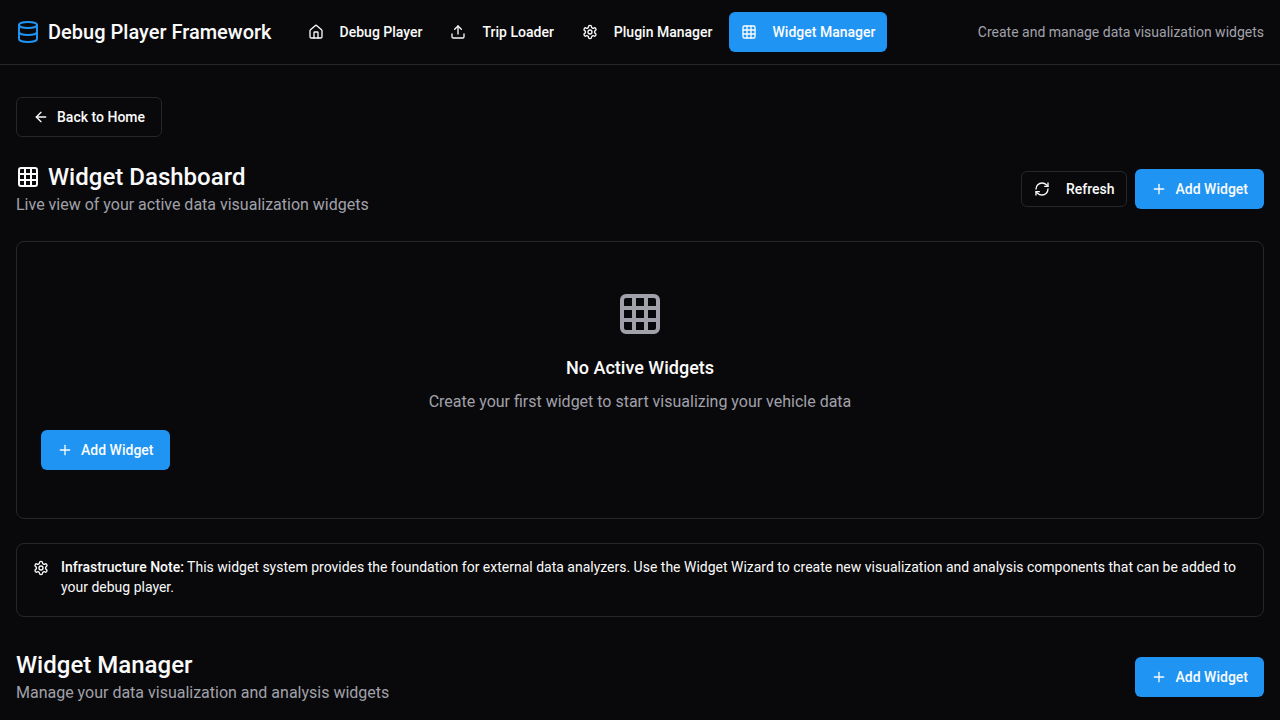 Debug Player Framework
Debug Player
Trip Loader
Plugin Manager
Widget Manager
Create and manage data visualization widgets
Back to Home
Widget Dashboard
Live view of your active data visualization widgets
Refresh
Add Widget
No Active Widgets
Create your first widget to start visualizing your vehicle data
Add Widget
Infrastructure Note: This widget system provides the foundation for external data analyzers. Use the Widget Wizard to create new visualization and analysis components that can be added to
your debug player.
Widget Manager
Manage your data visualization and analysis widgets
Add Widget